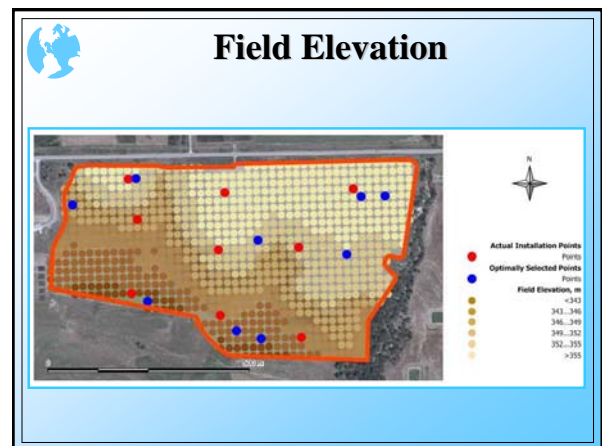 Field Elevation
N
Actual Installation Points
Points
Optimally Selected Points
Points
Field Elevation, m
<343
343...346
346...349
349...352
352...355
>355
0